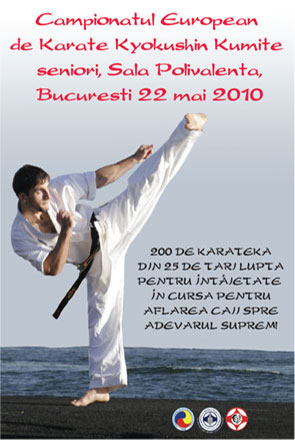 Campionatul European
de Karate Kyokushin Kumite
seniori, Sala Polivalenta,
Bucuresti 22 mai 2010
200 DE KARATEKA
DIN 25 DE TARI LUPTA
PENTRU ÎNTÂIETATE
ÎN CURSA PENTRU
AFLAREA CAII SPRE
ADEVARUL SUPREM!